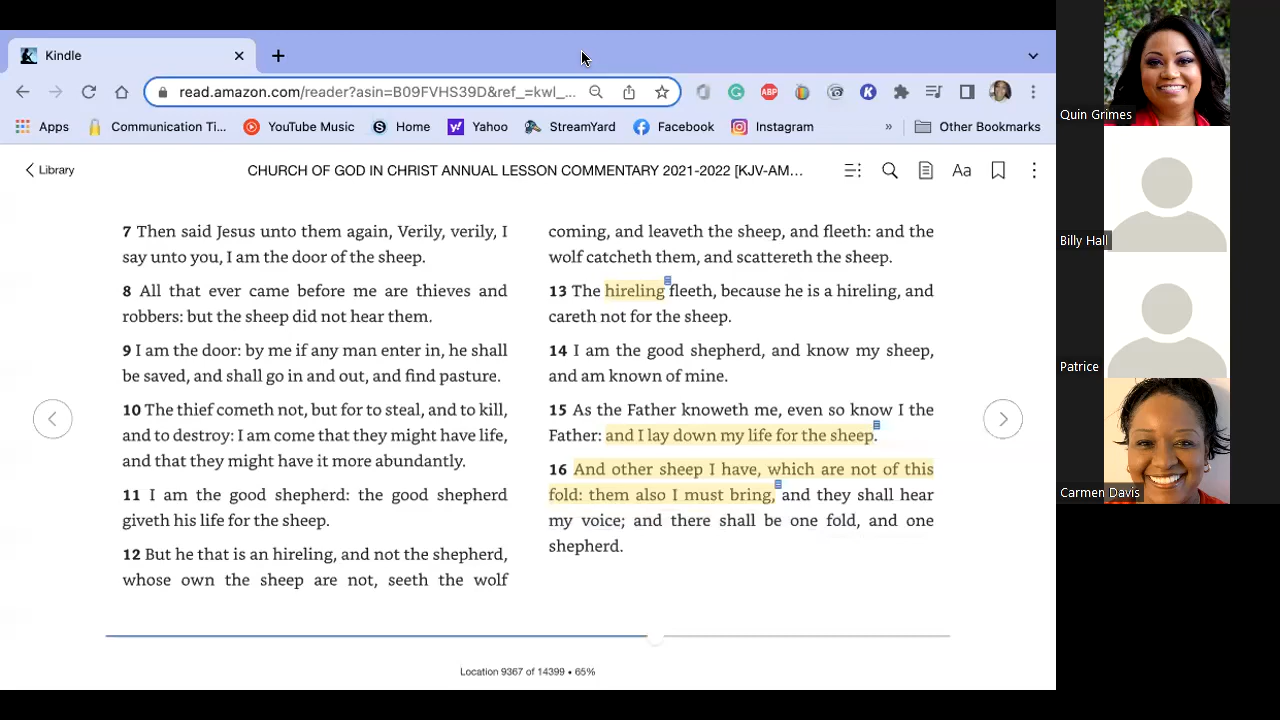 Kindle
read.amazon.com/reader?asin=B09FVHS39D&ref_=kwl_...
ABP
Apps
Communication Ti...
YouTube Music
Home
Yahoo
StreamYard
Facebook
Instagram
»
Other Bookmarks
Library
CHURCH OF GOD IN CHRIST ANNUAL LESSON COMMENTARY 2021-2022 [KJV-AM...
Aa
7 Then said Jesus unto them again, Verily, verily, I
say unto you, I am the door of the sheep.
8 All that ever came before me are thieves and
robbers: but the sheep did not hear them.
9 I am the door: by me if any man enter in, he shall
be saved, and shall go in and out, and find pasture.
10 The thief cometh not, but for to steal, and to kill,
and to destroy: I am come that they might have life,
and that they might have it more abundantly.
11 I am the good shepherd: the good shepherd
giveth his life for the sheep.
12 But he that is an hireling, and not the shepherd,
whose own the sheep are not, seeth the wolf
coming, and leaveth the sheep, and fleeth: and the
wolf catcheth them, and scattereth the sheep.
13 The hireling fleeth, because he is a hireling, and
careth not for the sheep.
14 I am the good shepherd, and know my sheep,
and am known of mine.
15 As the Father knoweth me, even so know I the
Father: and I lay down my life for the sheep.
16 And other sheep I have, which are not of this
fold: them also I must bring, and they shall hear
my voice; and there shall be one fold, and one
shepherd.
Location 9367 of 14399 • 65%
Quin Grimes
Billy Hall
Patrice
Carmen Davis